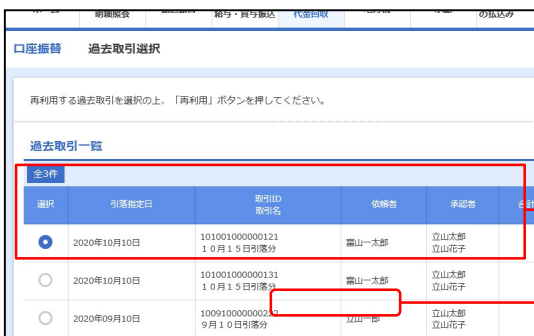 明細照会 給与・賞与振込 代金回収 の払込み
口座振替 過去取引選択
再利用する過去取引を選択の上、「再利用」ボタンを押してください。
過去取引一覧
全3件
選択 引落指定日 取引ID 依頼者 承認者
取引名
2020年10月10日 101001000000121 富山一太郎 立山太郎
10月15日引落分 立山花子
2020年10月10日 101001000000131 富山一太郎 立山太郎
10月15日引落分 立山花子
2020年09月10日 立山太郎
9月10日引落分 立山花子